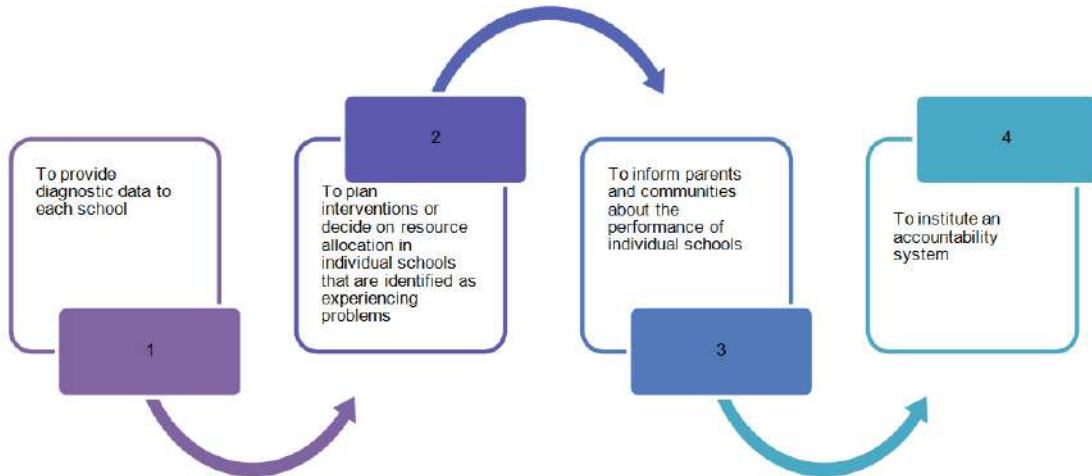 To provide
diagnostic data to
each school
1
2
To plan
interventions or
decide on resource
allocation in
individual schools
that are identified as
experiencing
problems
To inform parents
and communities
about the
performance of
individual schools
3
4
To institute an
accountability
system